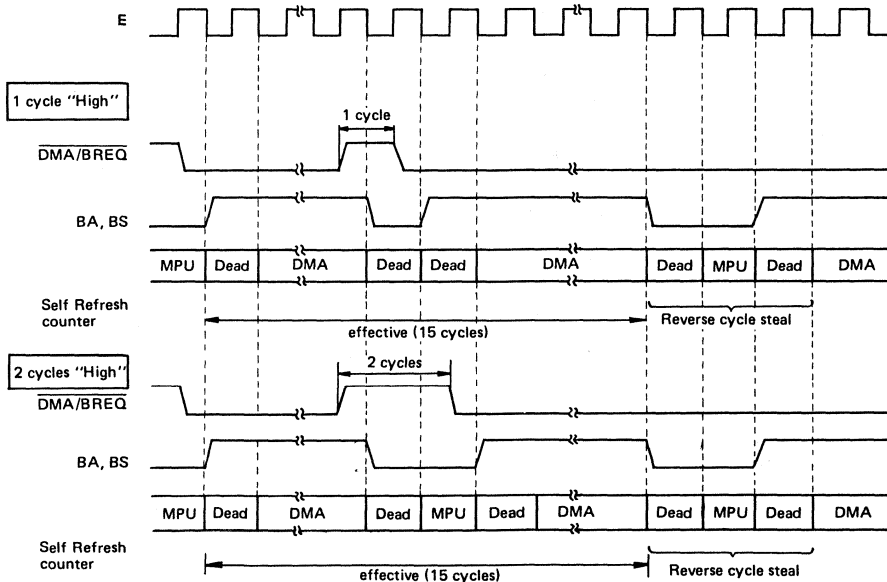 E
1 cycle "High"
1 cycle
DMA/BREQ
BA, BS
MPU Dead DMA Dead Dead DMA Dead MPU Dead DMA
Self Refresh
counter
effective (15 cycles)
Reverse cycle steal
2 cycles "High"
2 cycles
DMA/BREQ
BA, BS
MPU Dead DMA Dead MPU Dead DMA Dead MPU Dead DMA
Self Refresh
counter
effective (15 cycles)
Reverse cycle steal